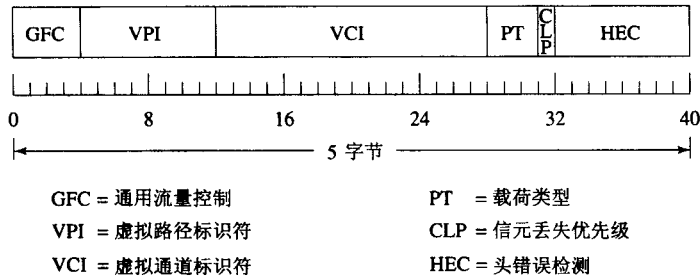 GFC VPI VCI PT CLP HEC
0 8 16 24 32 40
5 字节
GFC = 通用流量控制
PT = 载荷类型
VPI = 虚拟路径标识符
CLP = 信元丢失优先级
VCI = 虚拟通道标识符
HEC = 头错误检测